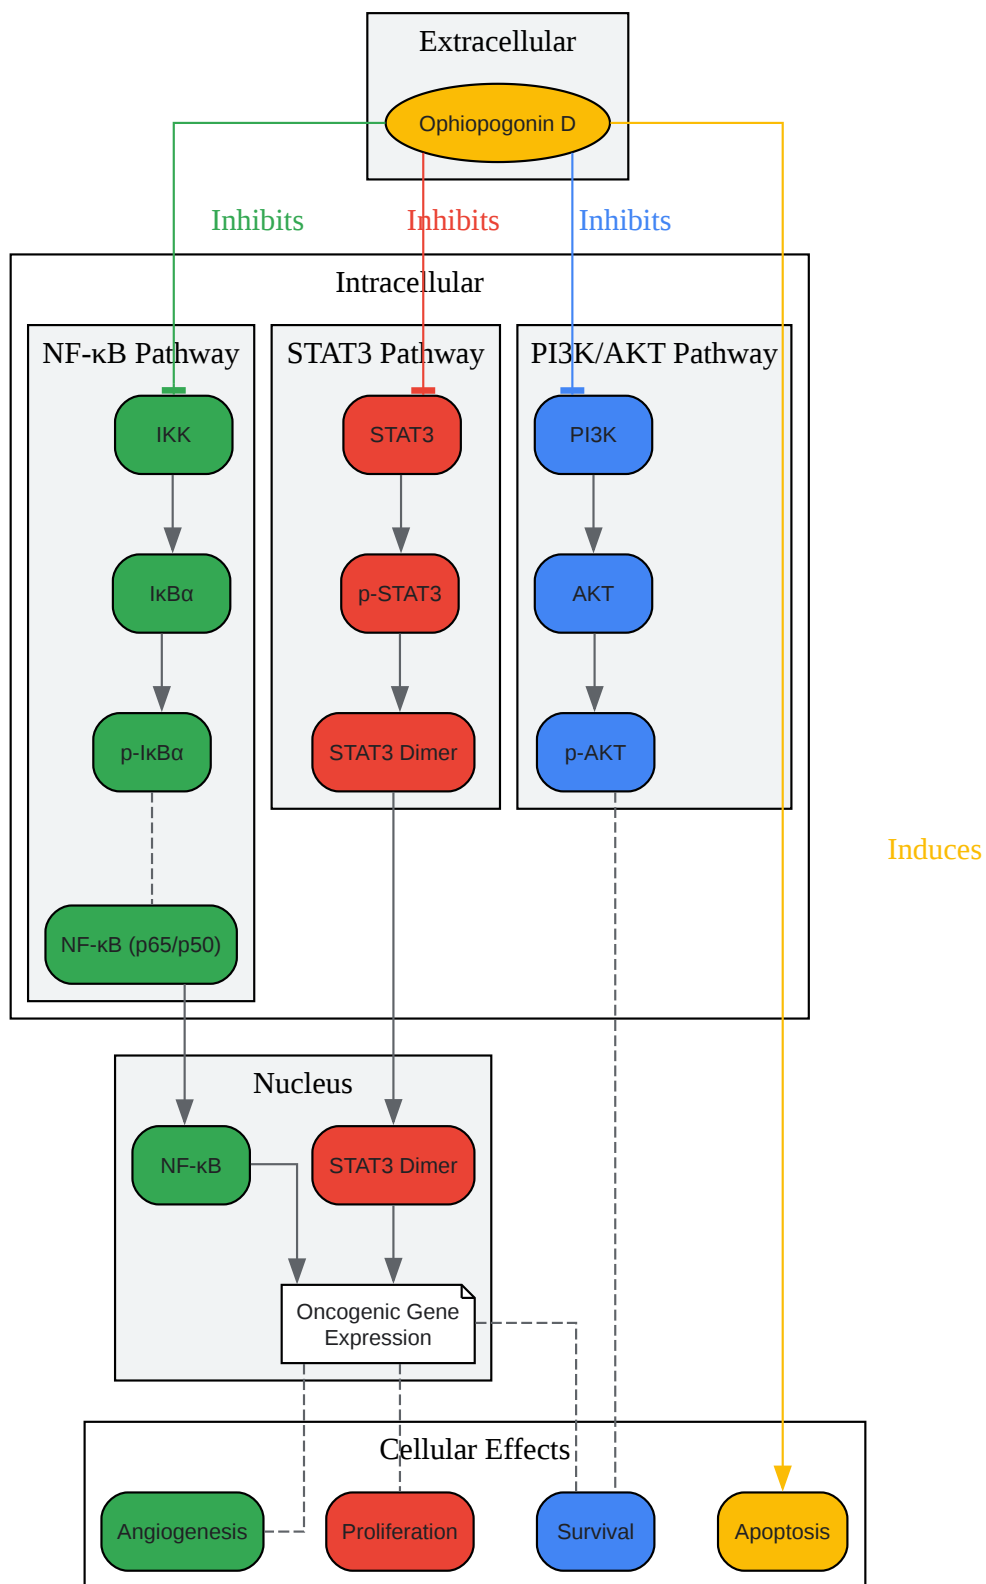 Extracellular
Ophiopogonin D
Inhibits
Inhibits
Inhibits
Intracellular
NF-κB Pathway
STAT3 Pathway
PI3K/AKT Pathway
IKK
STAT3
PI3K
IκBα
p-STAT3
AKT
p-IκBα
STAT3 Dimer
p-AKT
Induces
NF-κB (p65/p50)
Nucleus
NF-κB
STAT3 Dimer
Oncogenic Gene
Expression
Cellular Effects
Angiogenesis
Proliferation
Survival
Apoptosis